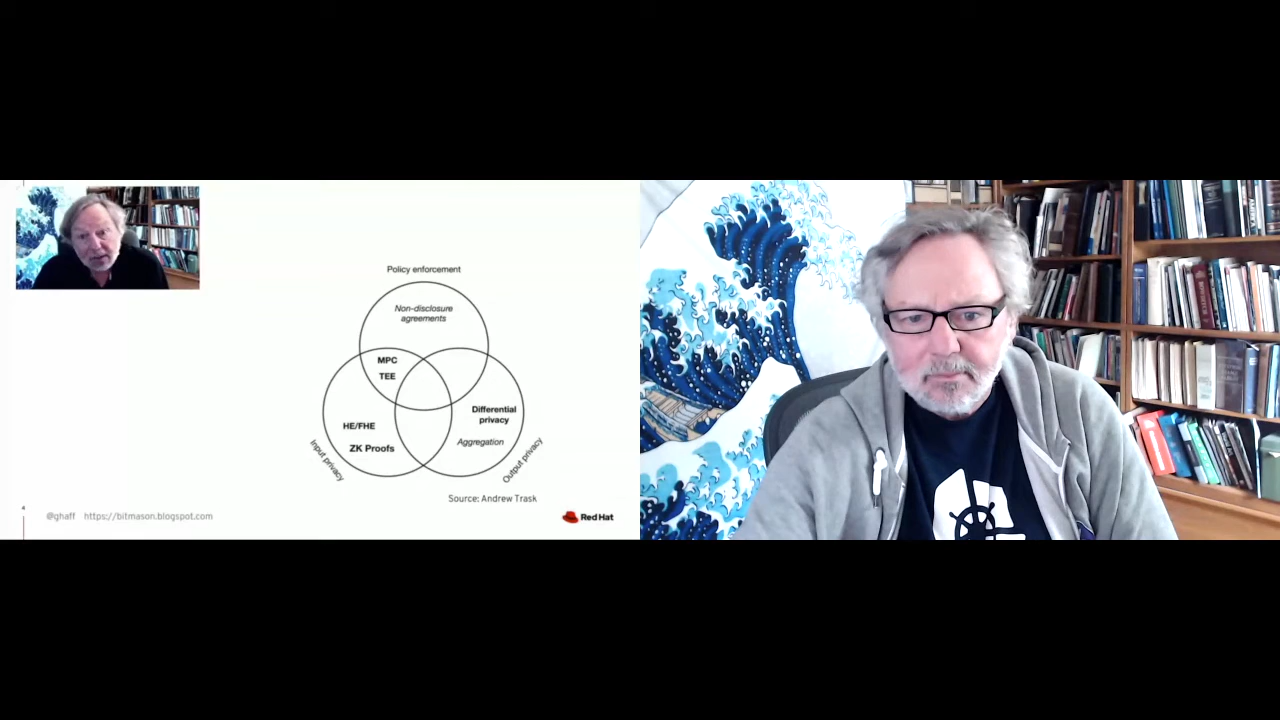 Policy enforcement
Non-disclosure
agreements
MPC
TEE
HE/FHE
ZK Proofs
Differential
privacy
Aggregation
Input privacy
Output privacy
Source: Andrew Trask
4
@ghaff https://bitmason.blogspot.com
Red Hat